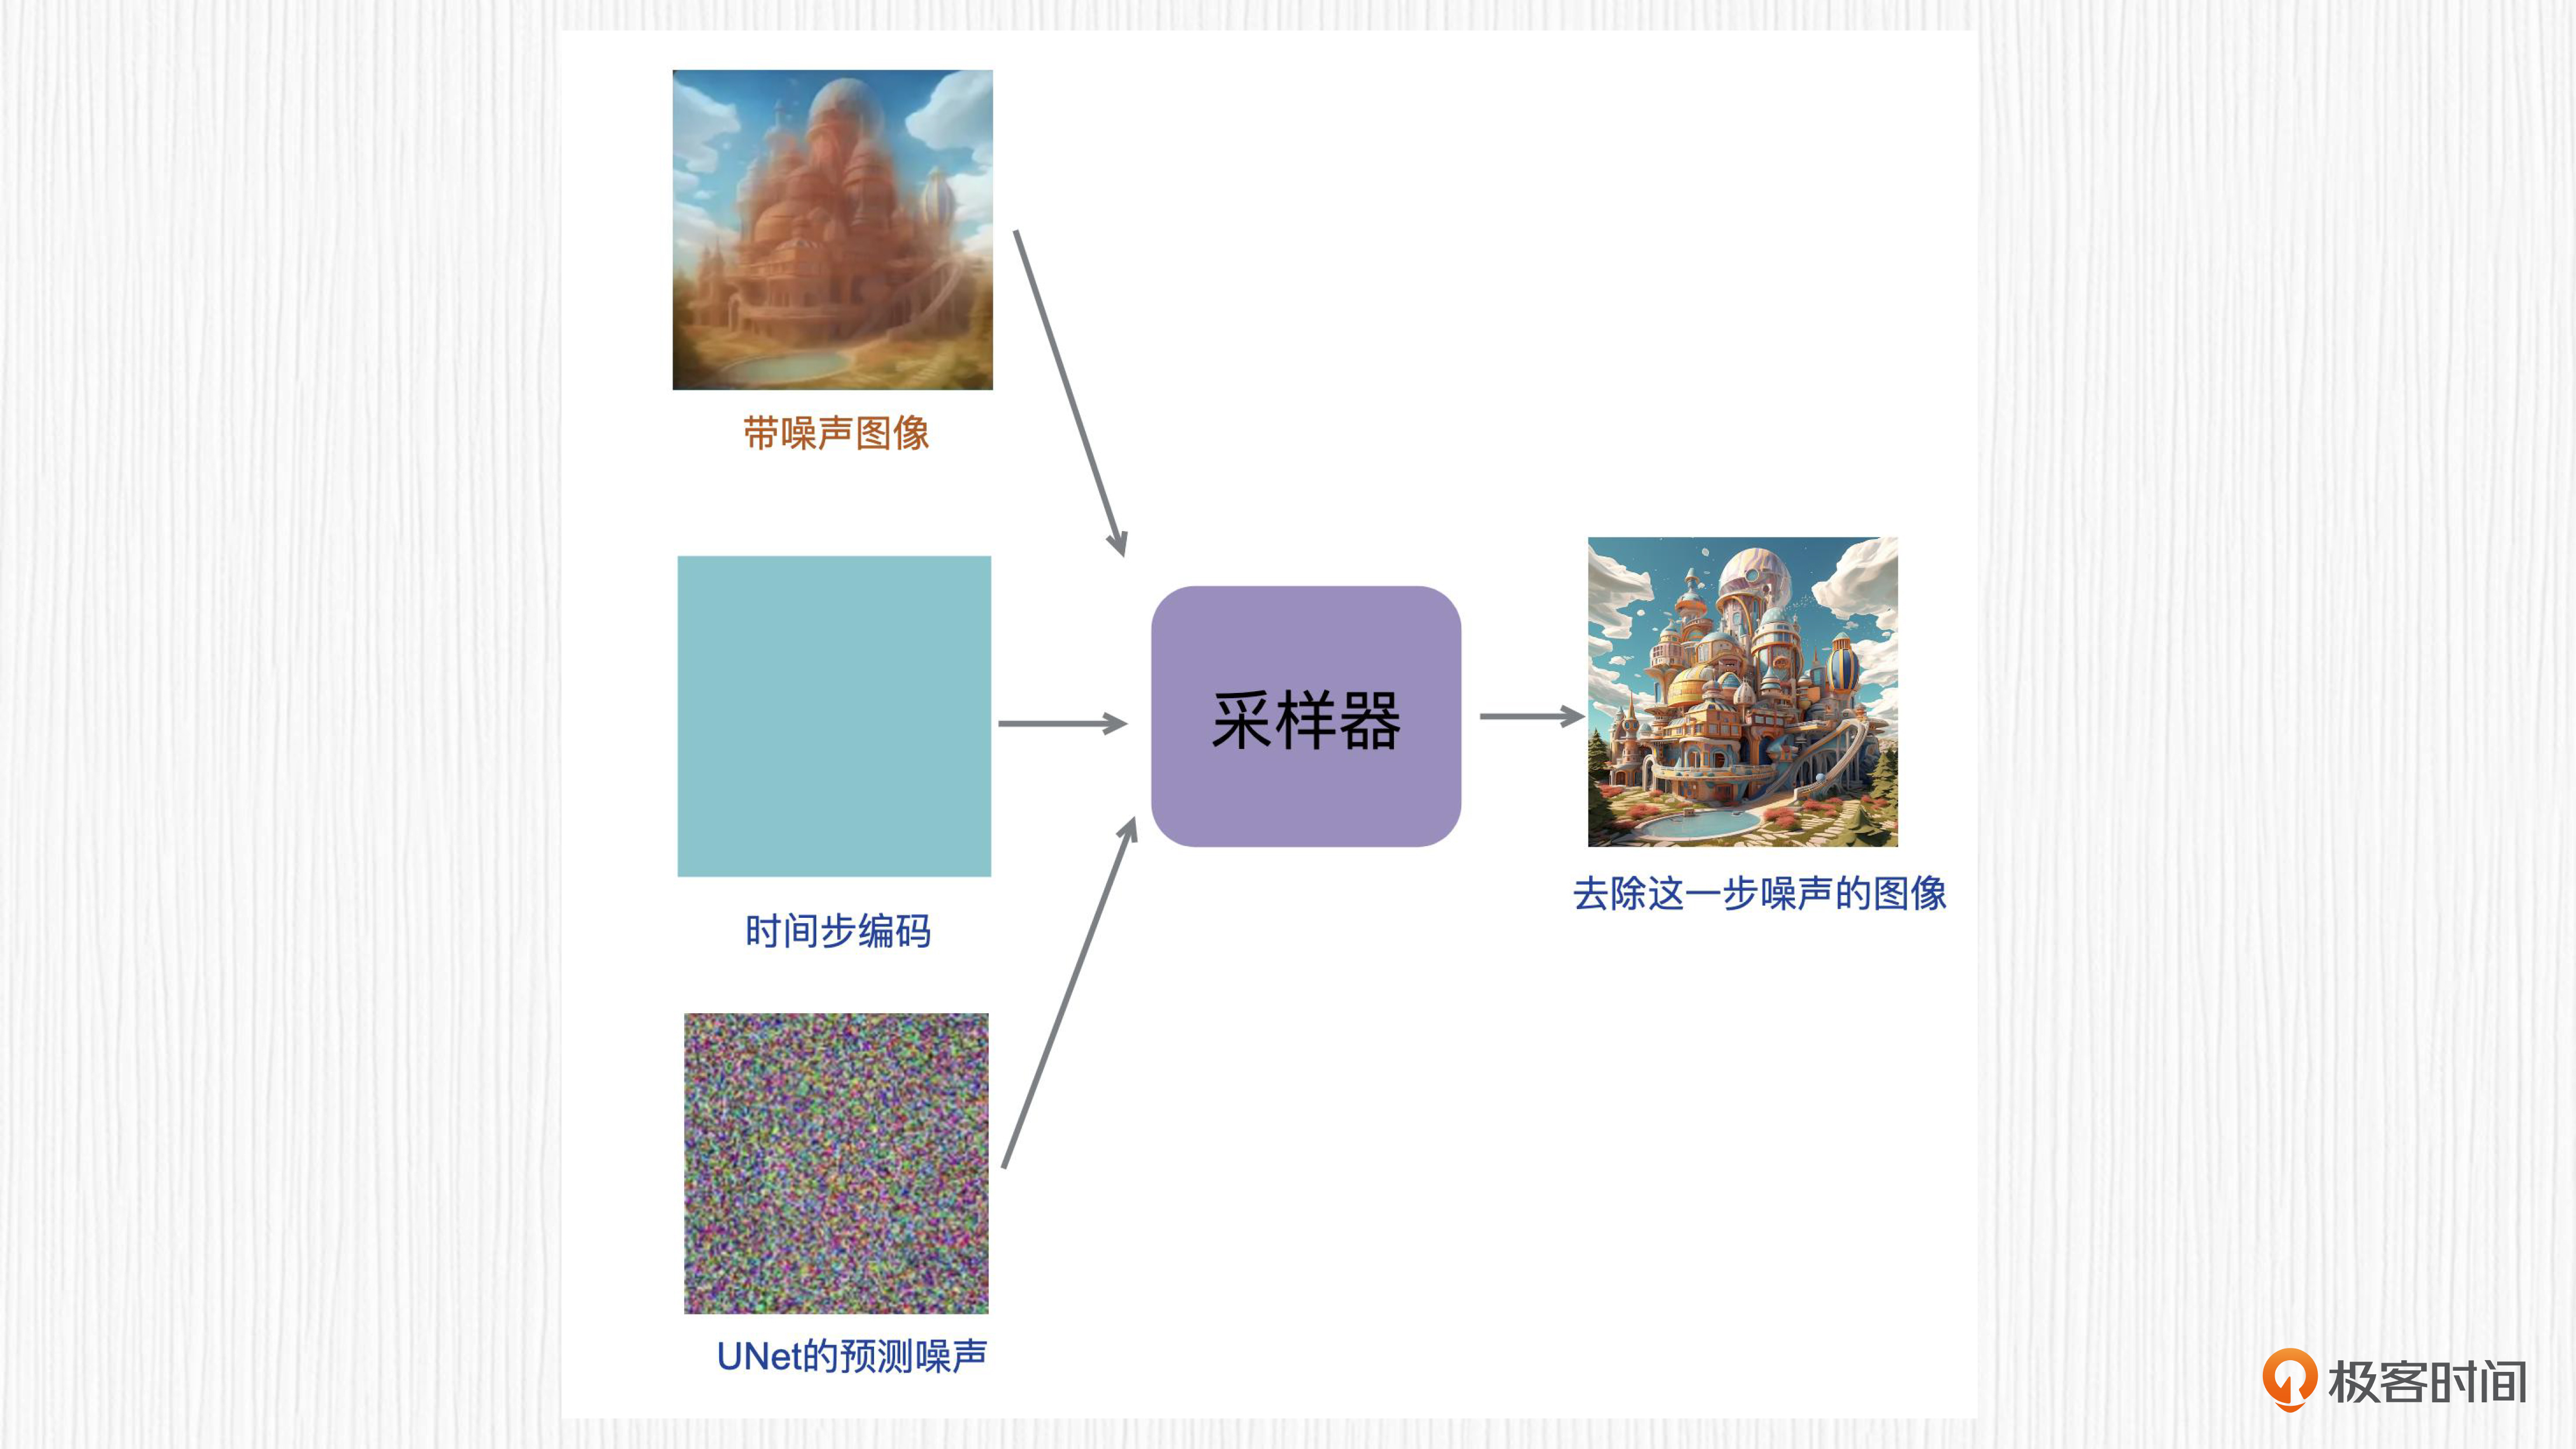 带噪声图像
时间步编码
UNet的预测噪声
采样器
去除这一步噪声的图像
极客时间